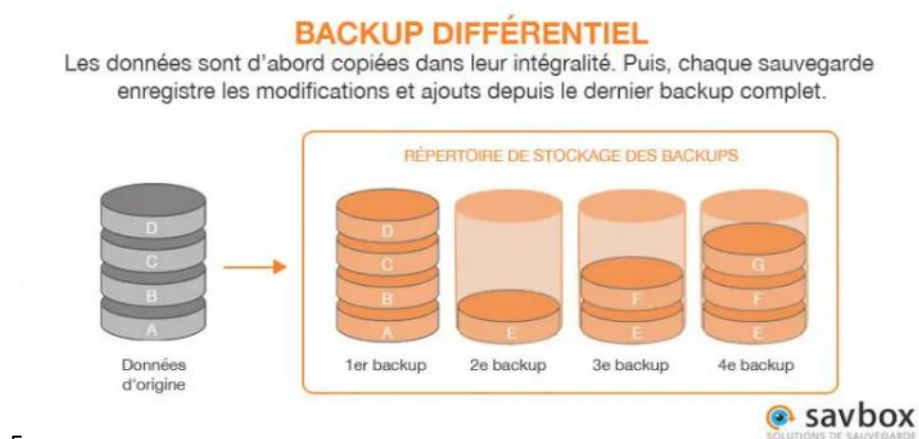 BACKUP DIFFÉRENTIEL
Les données sont d'abord copiées dans leur intégralité. Puis, chaque sauvegarde
enregistre les modifications et ajouts depuis le dernier backup complet.
RÉPERTOIRE DE STOCKAGE DES BACKUPS
D
C
B
A
Données
d'origine
D
C
B
A
1er backup
E
2e backup
F
E
3e backup
G
F
E
4e backup
savbox
SOLUTIONS DE SAUVEGARDE